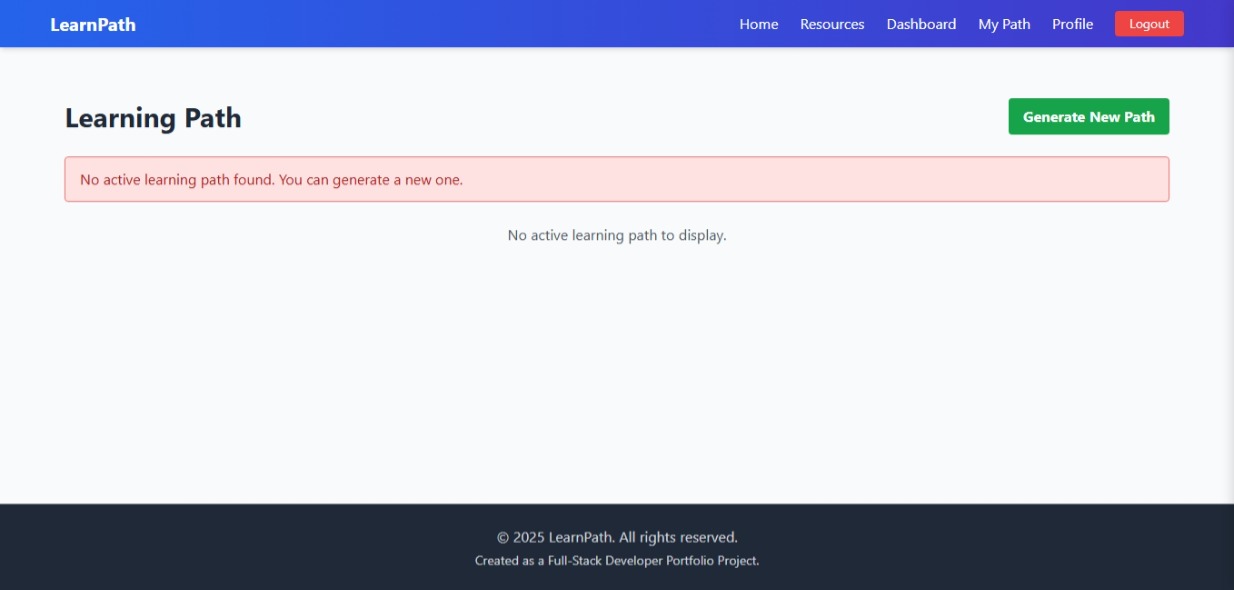 LearnPath
Home Resources Dashboard My Path Profile Logout
Learning Path
Generate New Path
No active learning path found. You can generate a new one.
No active learning path to display.
© 2025 LearnPath. All rights reserved.
Created as a Full-Stack Developer Portfolio Project.